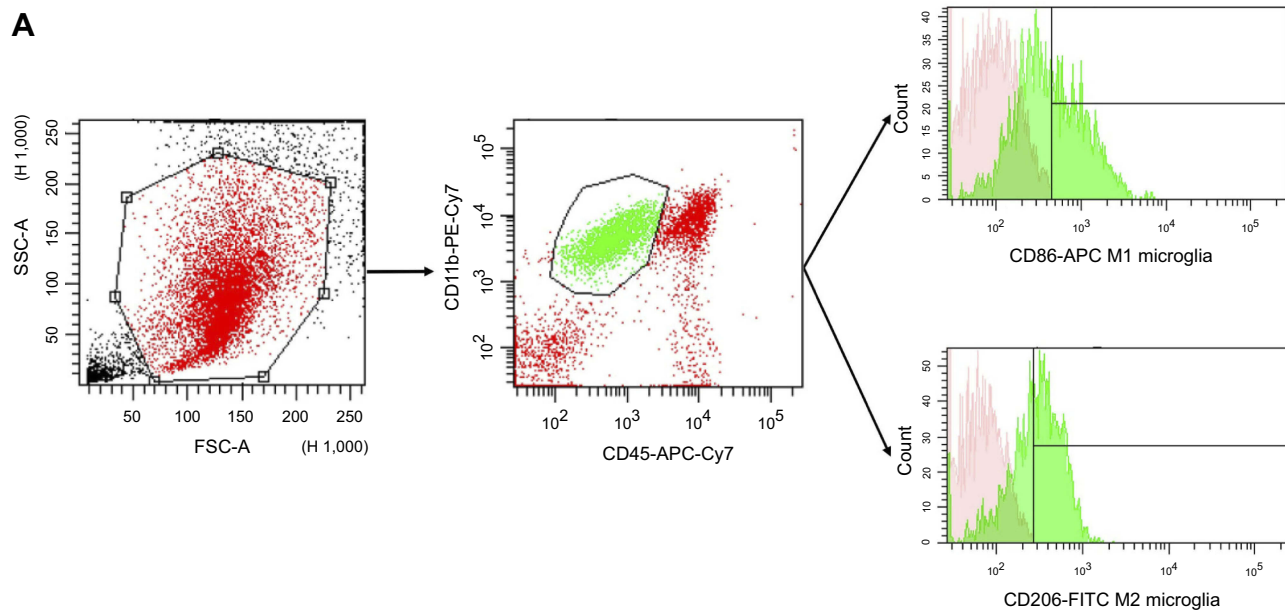 A
SSC-A
(H 1,000)
250
200
150
100
50
50 100 150 200 250
FSC-A (H 1,000)
CD11b-PE-Cy7
10^5
10^4
10^3
10^2
10^2 10^3 10^4 10^5
CD45-APC-Cy7
Count
40
35
30
25
20
15
10
5
0
10^2 10^3 10^4 10^5
CD86-APC M1 microglia
Count
50
40
30
20
10
0
10^2 10^3 10^4 10^5
CD206-FITC M2 microglia